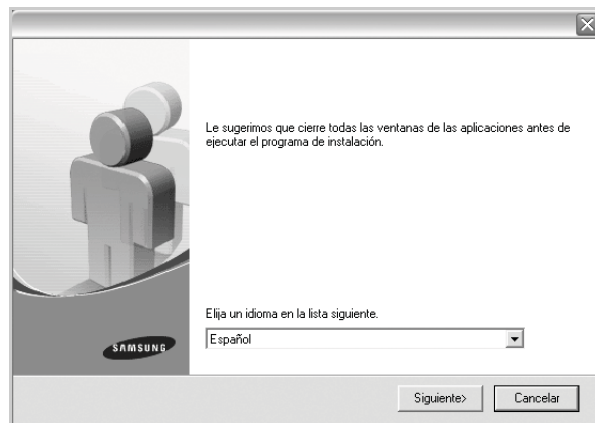 Le sugerimos que cierre todas las ventanas de las aplicaciones antes de
ejecutar el programa de instalación.
Elija un idioma en la lista siguiente.
Español
SAMSUNG
Siguiente>
Cancelar